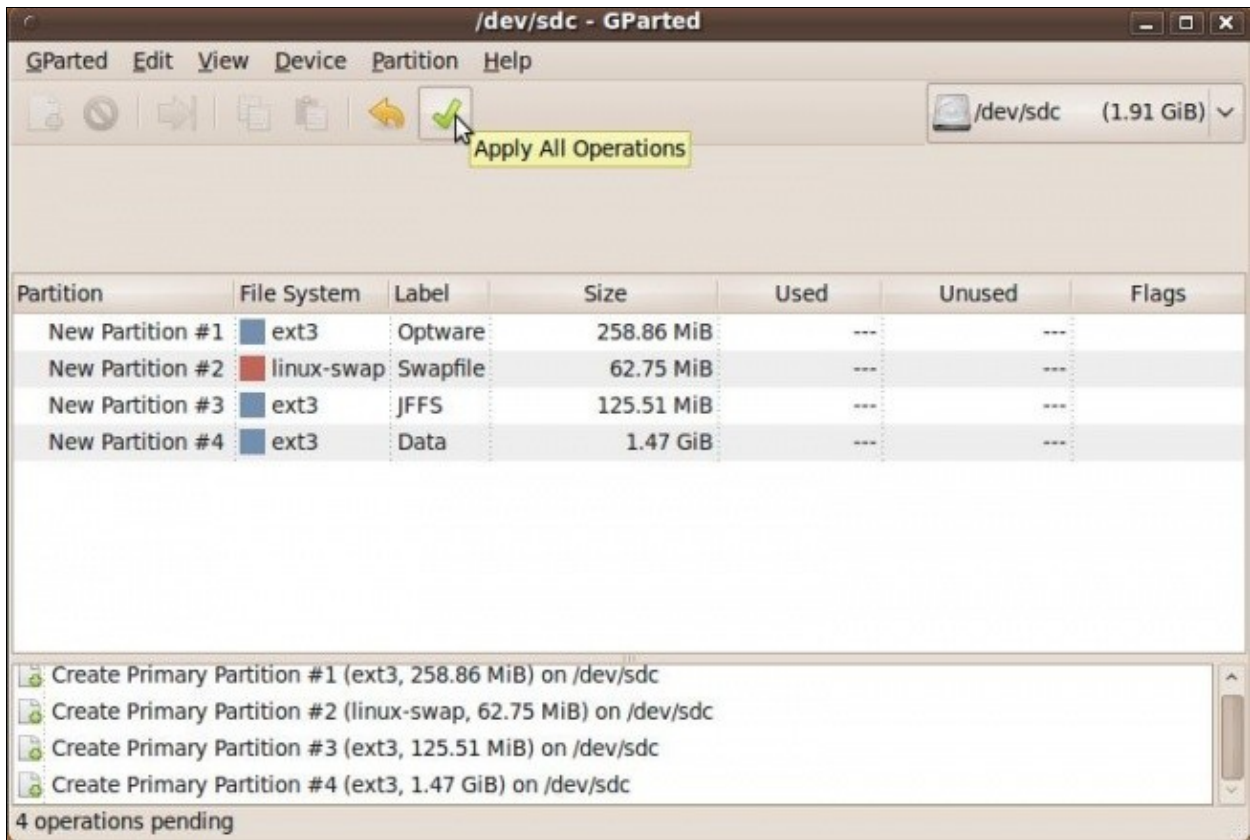 /dev/sdc - GParted
GParted Edit View Device Partition Help
/dev/sdc (1.91 GiB)
Apply All Operations
Partition File System Label Size Used Unused Flags
New Partition #1 ext3 Optware 258.86 MiB --- ---
New Partition #2 linux-swap Swapfile 62.75 MiB --- ---
New Partition #3 ext3 JFFS 125.51 MiB --- ---
New Partition #4 ext3 Data 1.47 GiB --- ---
Create Primary Partition #1 (ext3, 258.86 MiB) on /dev/sdc
Create Primary Partition #2 (linux-swap, 62.75 MiB) on /dev/sdc
Create Primary Partition #3 (ext3, 125.51 MiB) on /dev/sdc
Create Primary Partition #4 (ext3, 1.47 GiB) on /dev/sdc
4 operations pending